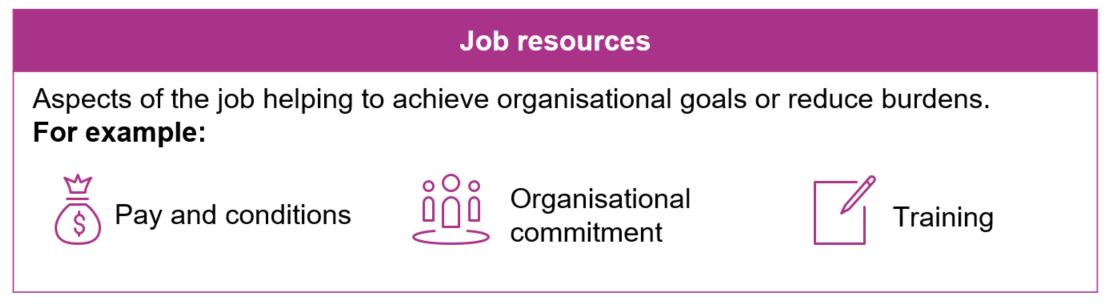 Job resources
Aspects of the job helping to achieve organisational goals or reduce burdens.
For example:
$ Pay and conditions
Organisational
commitment
Training